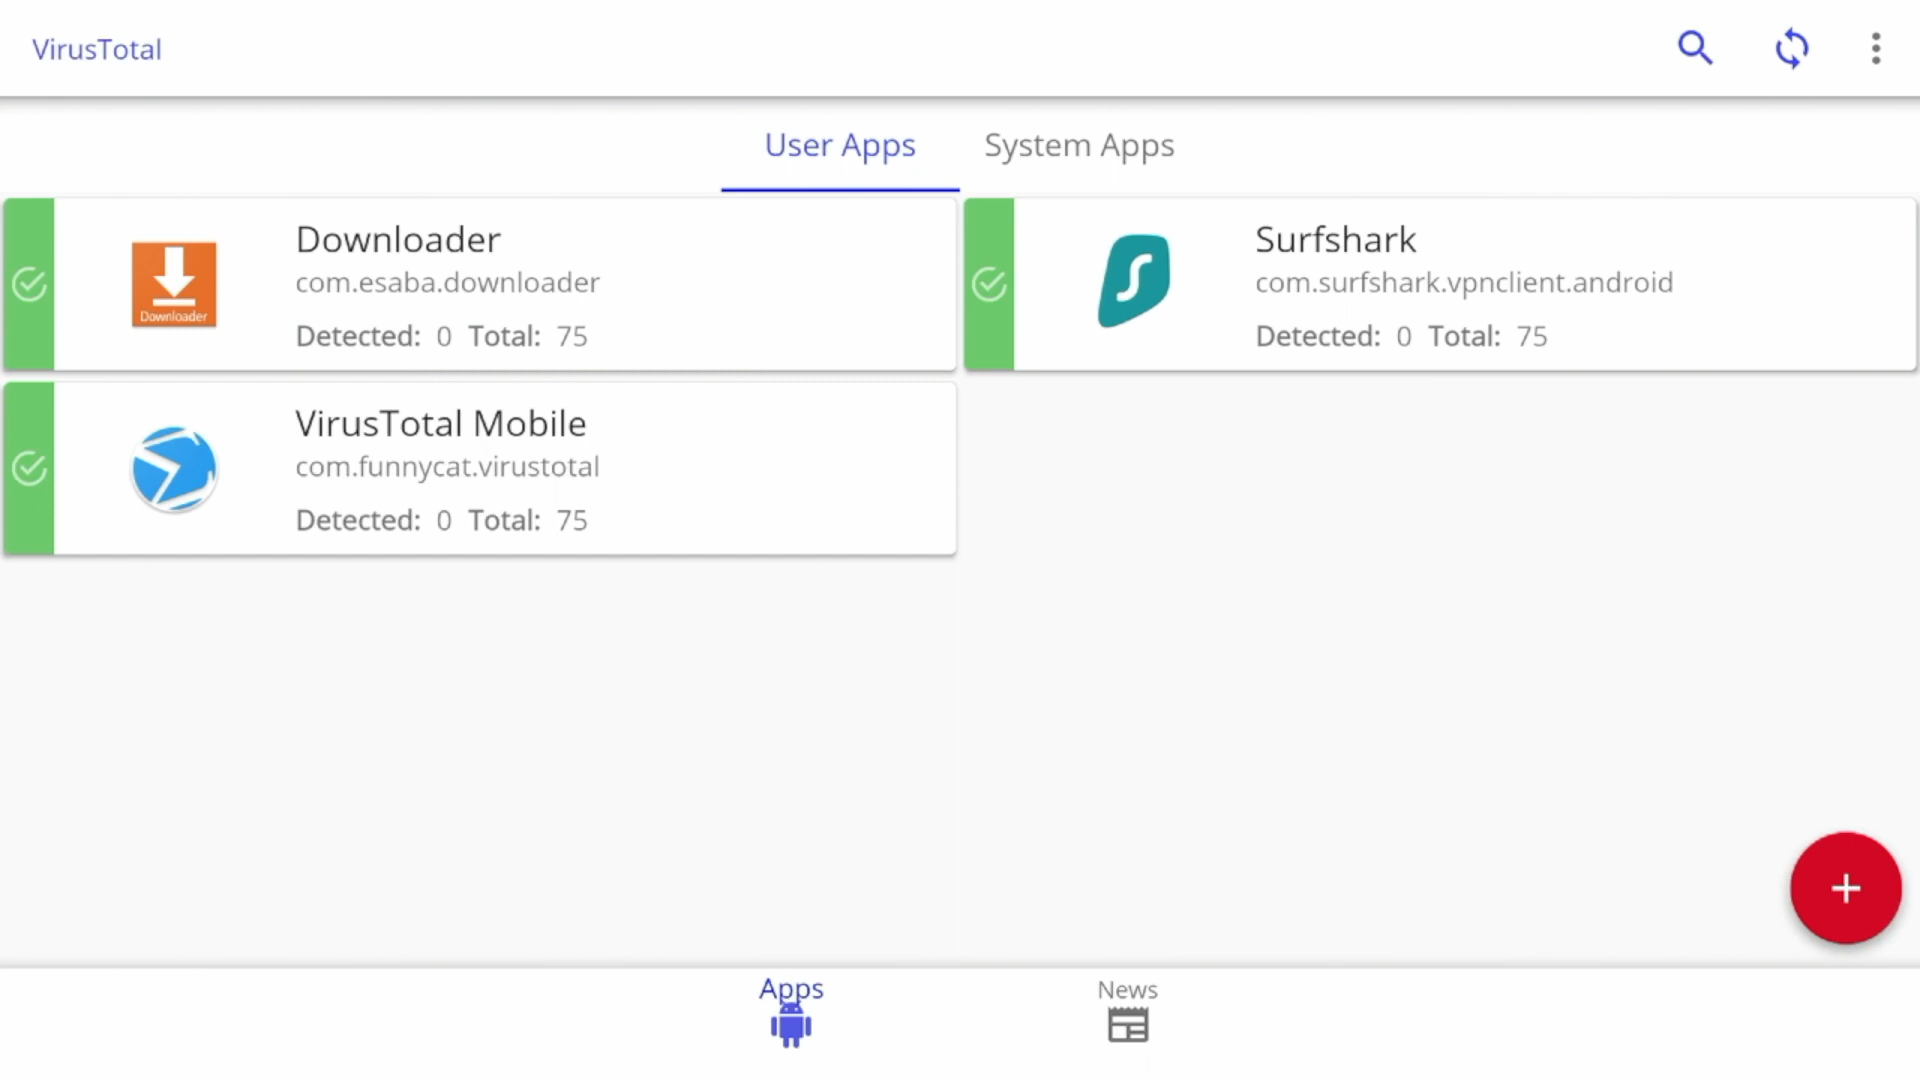 VirusTotal
User Apps
System Apps
Downloader
com.esaba.downloader
Detected: 0 Total: 75
Downloader
Surfshark
com.surfshark.vpnclient.android
Detected: 0 Total: 75
VirusTotal Mobile
com.funnycat.virustotal
Detected: 0 Total: 75
Apps
News